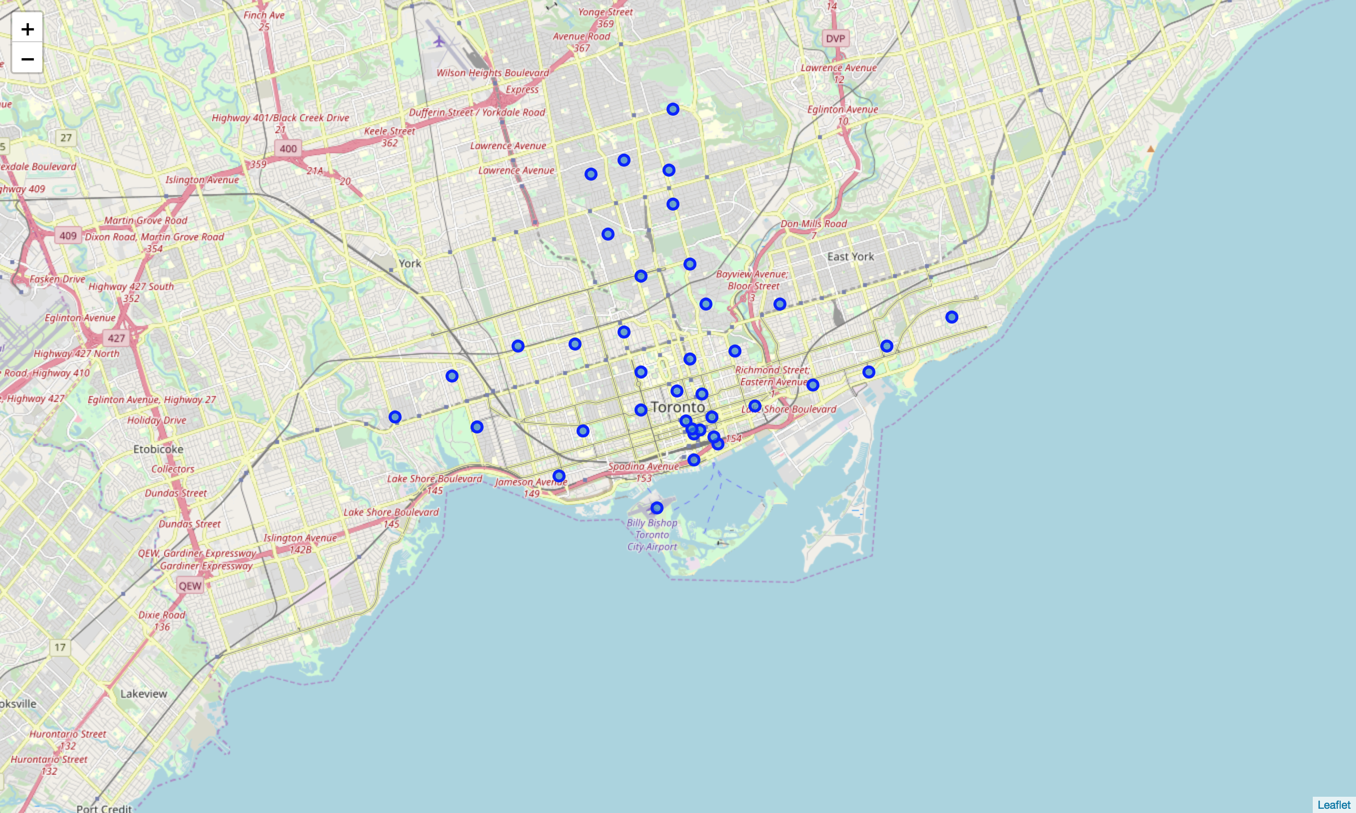 +
−
Finch Ave
25
Yonge Street
369
Avenue Road
367
14
DVP
Wilson Heights Boulevard
Express
Lawrence Avenue
12
Highway 401/Black Creek Drive
21
Dufferin Street / Yorkdale Road
Eglinton Avenue
10
Keele Street
362
27
400
Lawrence Avenue
359
21A
20
Lawrence Avenue
Islington Avenue
exdale Boulevard
ghway 409
Martin Grove Road
Dixon Road, Martin Grove Road
354
409
Don Mills Road
7
York
East York
Fasken Drive
Highway 427 South
352
Bayview Avenue;
Bloor Street
3
Eglinton Avenue
427
Highway 427 North
Road; Highway 410
Highway 427
Eglinton Avenue, Highway 27
Holiday Drive
Richmond Street;
Eastern Avenue
Toronto
Lake Shore Boulevard
154
Etobicoke
Collectors
Dundas Street
Lake Shore Boulevard
145
Jameson Avenue
149
Spadina Avenue
153
Lake Shore Boulevard
145
Dundas Street
Islington Avenue
142B
Billy Bishop
Toronto
City Airport
QEW, Gardiner Expressway
Gardiner Expressway
QEW
Dixie Road
136
17
Lakeview
oksville
Hurontario Street
132
Hurontario Street
132
Port Credit
Leaflet